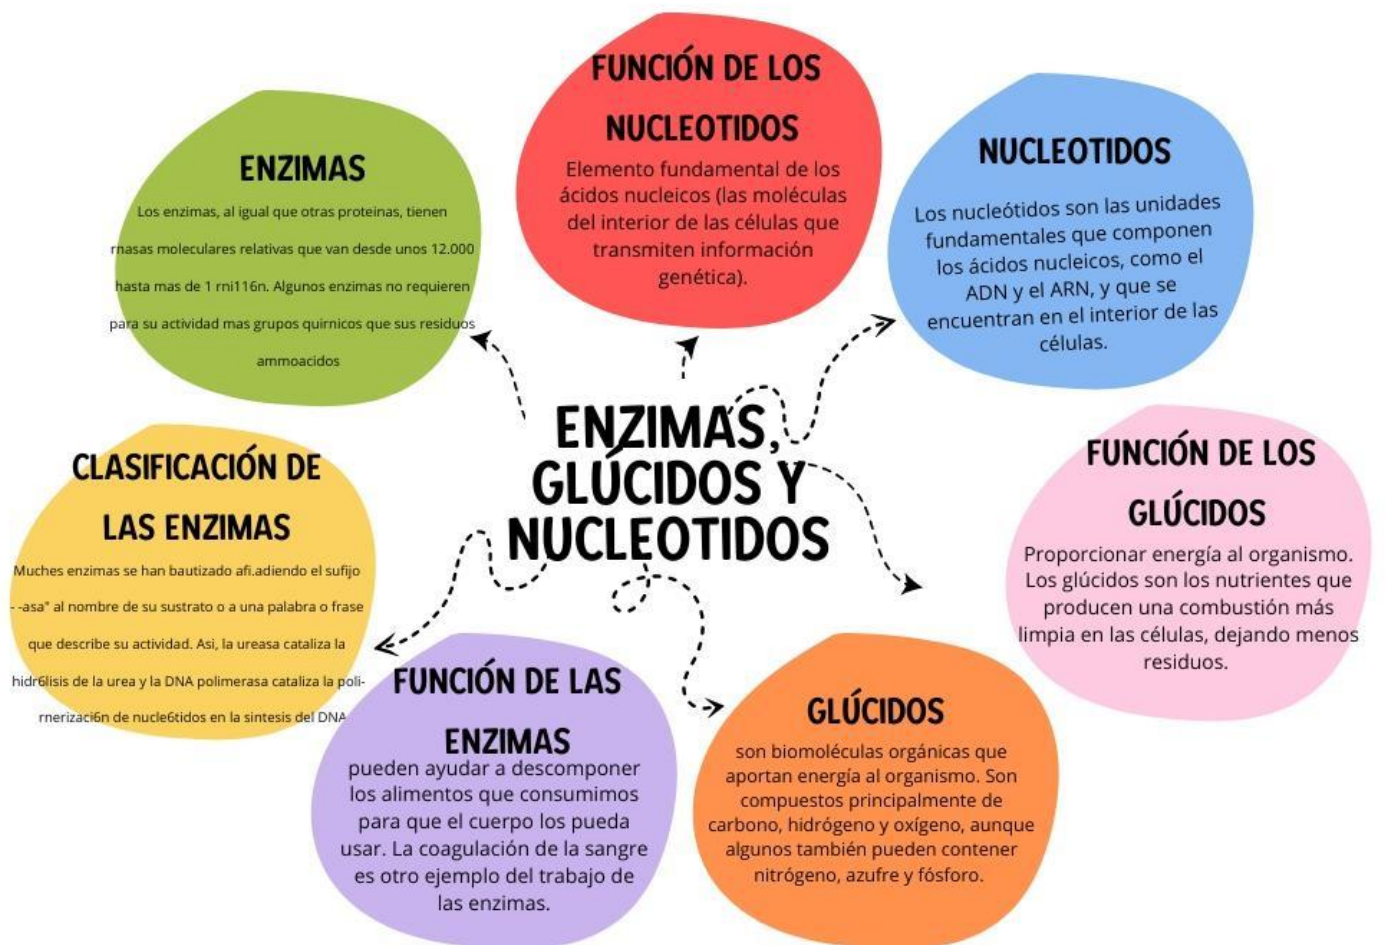 FUNCIÓN DE LOS
NUCLEOTIDOS
Elemento fundamental de los
ácidos nucleicos (las moléculas
del interior de las células que
transmiten información
genética).
ENZIMAS
Los enzimas, al igual que otras proteinas, tienen
rnasas moleculares relativas que van desde unos 12.000
hasta mas de 1 rni116n. Algunos enzimas no requieren
para su actividad mas grupos quirnicos que sus residuos
ammoacidos
NUCLEOTIDOS
Los nucleótidos son las unidades
fundamentales que componen
los ácidos nucleicos, como el
ADN y el ARN, y que se
encuentran en el interior de las
células.
ENZIMAS,
GLÚCIDOS Y
NUCLEOTIDOS
CLASIFICACIÓN DE
LAS ENZIMAS
Muches enzimas se han bautizado afi.adiendo el sufijo
- -asa" al nombre de su sustrato o a una palabra o frase
que describe su actividad. Asi, la ureasa cataliza la
hidr6lisis de la urea y la DNA polimerasa cataliza la poli-
rnerizaci6n de nucle6tidos en la sintesis del DNA
FUNCIÓN DE LOS
GLÚCIDOS
Proporcionar energía al organismo.
Los glúcidos son los nutrientes que
producen una combustión más
limpia en las células, dejando menos
residuos.
FUNCIÓN DE LAS
ENZIMAS
pueden ayudar a descomponer
los alimentos que consumimos
para que el cuerpo los pueda
usar. La coagulación de la sangre
es otro ejemplo del trabajo de
las enzimas.
GLÚCIDOS
son biomoléculas orgánicas que
aportan energía al organismo. Son
compuestos principalmente de
carbono, hidrógeno y oxígeno, aunque
algunos también pueden contener
nitrógeno, azufre y fósforo.